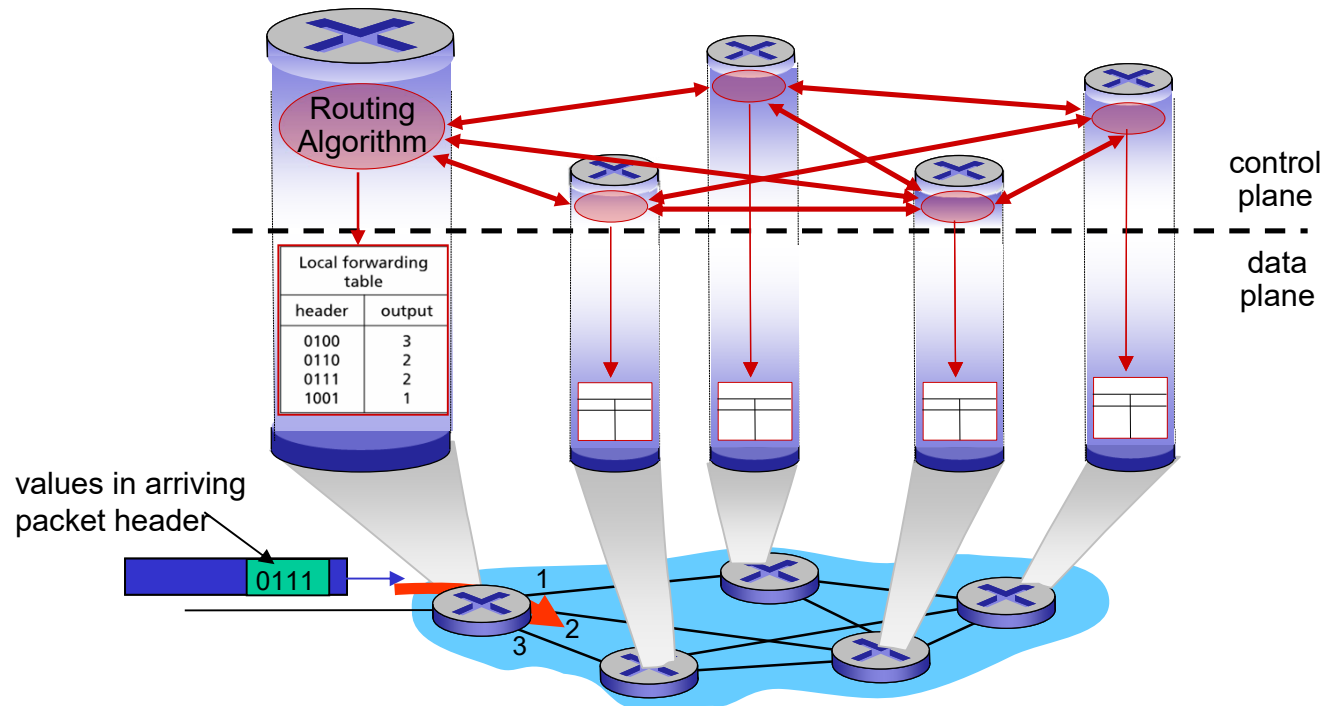 Routing
Algorithm
control
plane
data
plane
Local forwarding
table
header output
0100 3
0110 2
0111 2
1001 1
values in arriving
packet header
0111
1
2
3